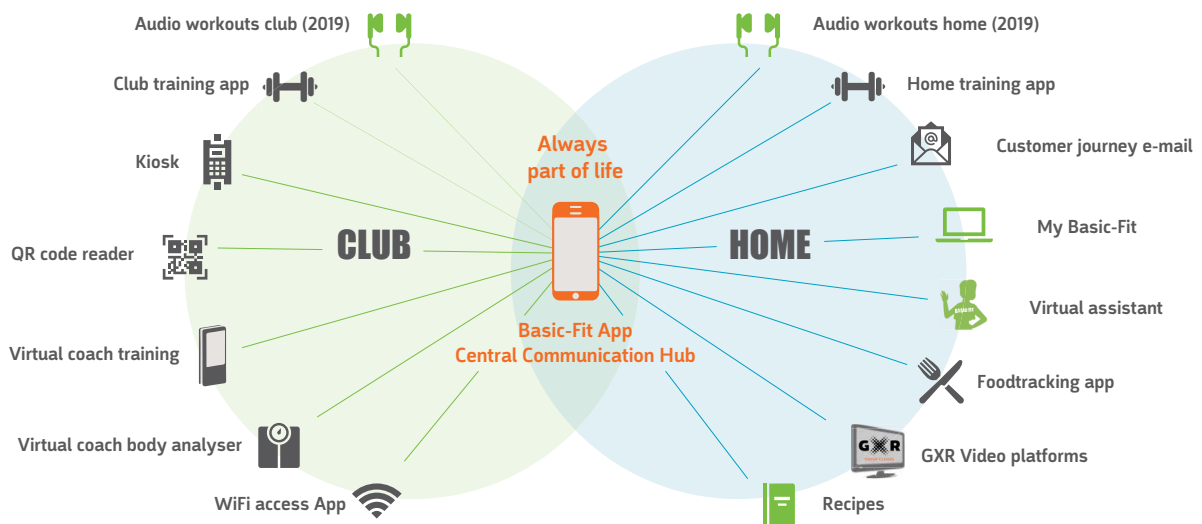 Audio workouts club (2019)
Audio workouts home (2019)
Club training app
Home training app
@
Customer journey e-mail
Kiosk
Always
part of life
CLUB
HOME
My Basic-Fit
QR code reader
Virtual assistant
Basic-Fit App
Central Communication Hub
Virtual coach training
Foodtracking app
Virtual coach body analyser
GXR
GXR Video platforms
WiFi access App
Recipes